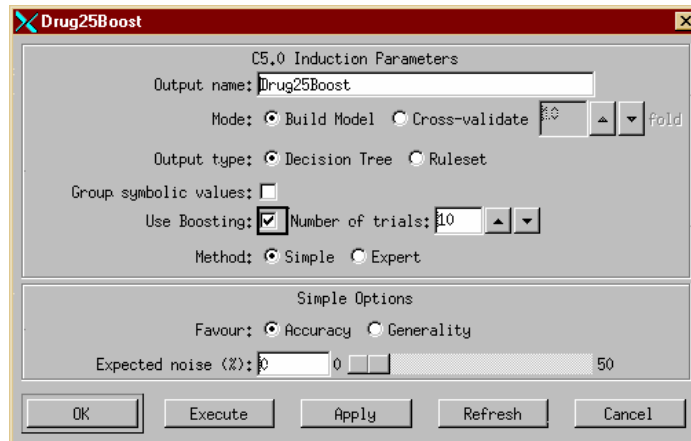 Drug25Boost
C5.0 Induction Parameters
Output name: Drug25Boost
Mode: Build Model Cross-validate 10 fold
Output type: Decision Tree Ruleset
Group symbolic values:
Use Boosting: Number of trials: 10
Method: Simple Expert
Simple Options
Favour: Accuracy Generality
Expected noise (%): 0 0 50
OK Execute Apply Refresh Cancel